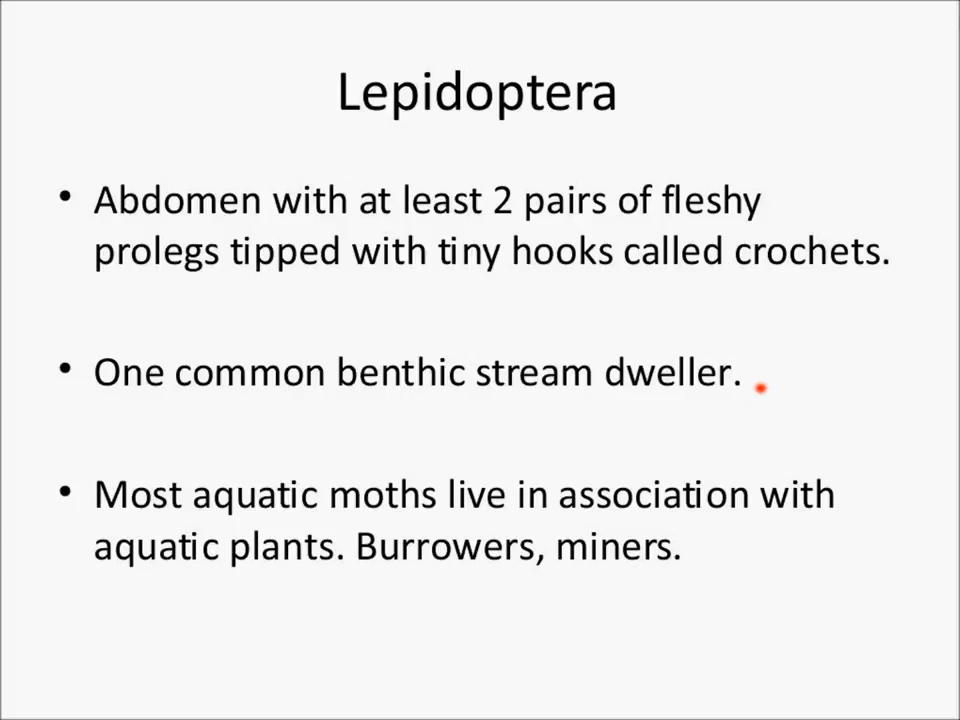 Lepidoptera
• Abdomen with at least 2 pairs of fleshy
prolegs tipped with tiny hooks called crochets.
• One common benthic stream dweller.
• Most aquatic moths live in association with
aquatic plants. Burrowers, miners.